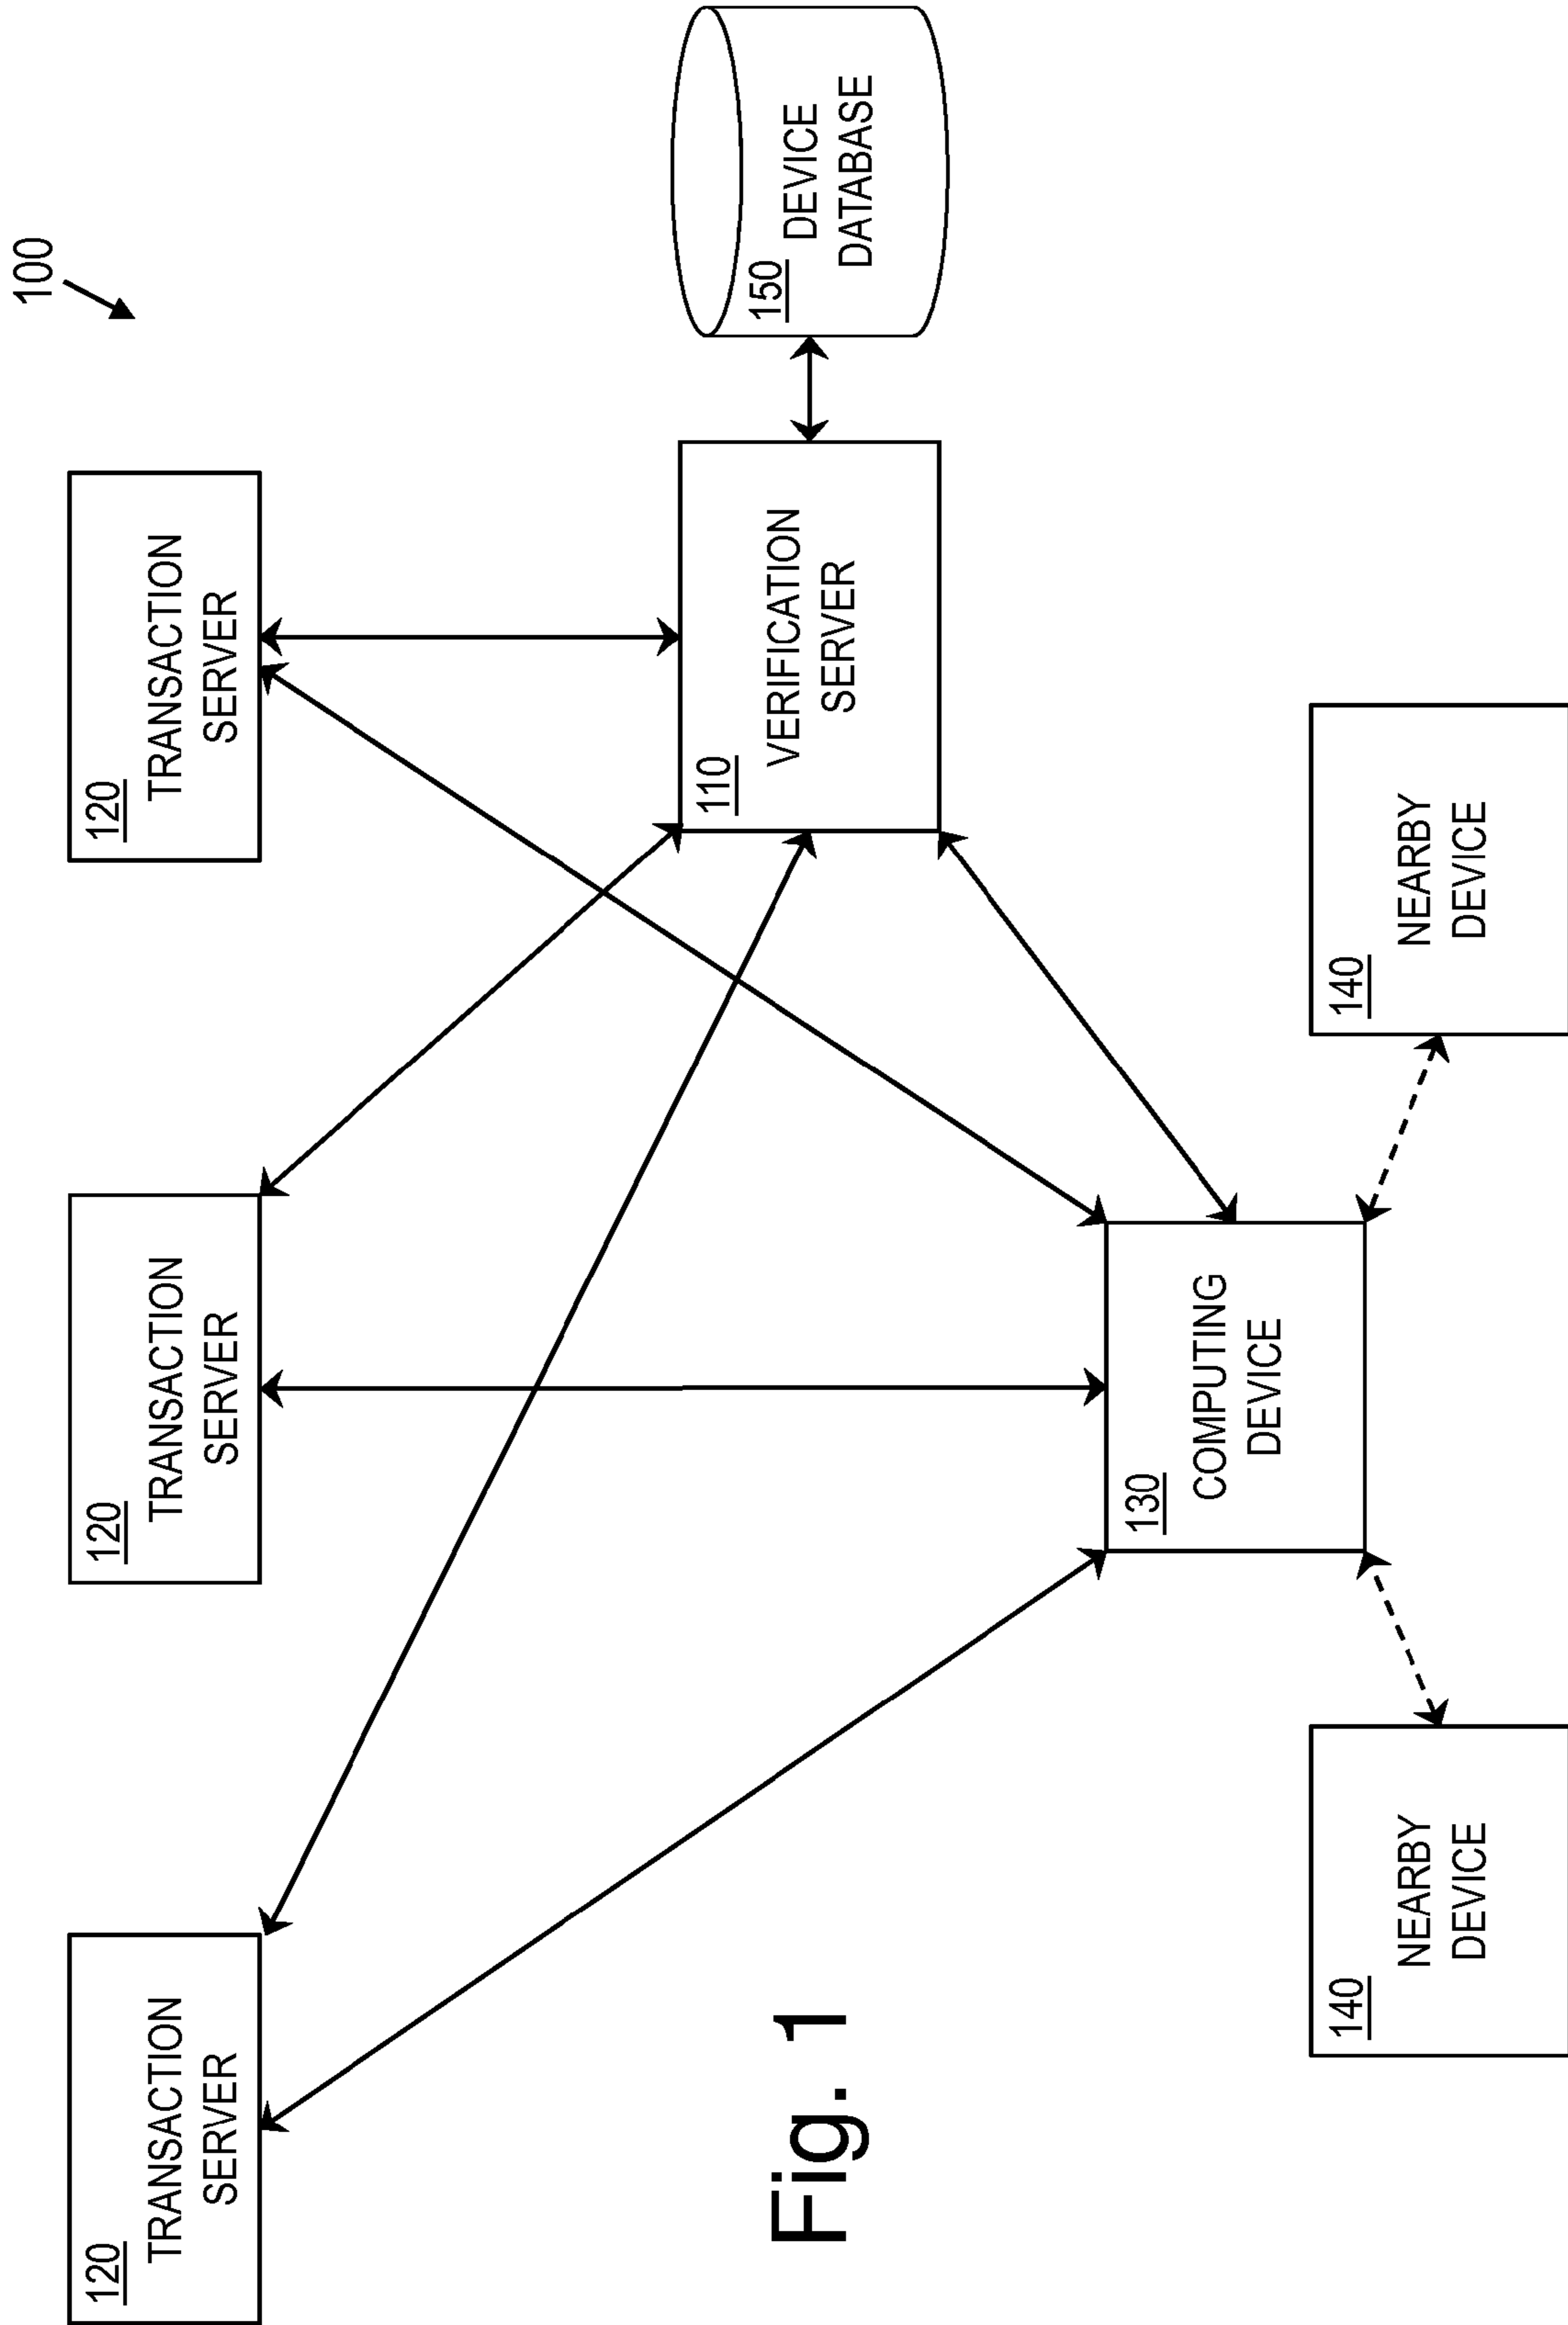 100
120
TRANSACTION
SERVER
120
TRANSACTION
SERVER
120
TRANSACTION
SERVER
110
VERIFICATION
SERVER
150
DEVICE
DATABASE
130
COMPUTING
DEVICE
140
NEARBY
DEVICE
140
NEARBY
DEVICE
Fig. 1